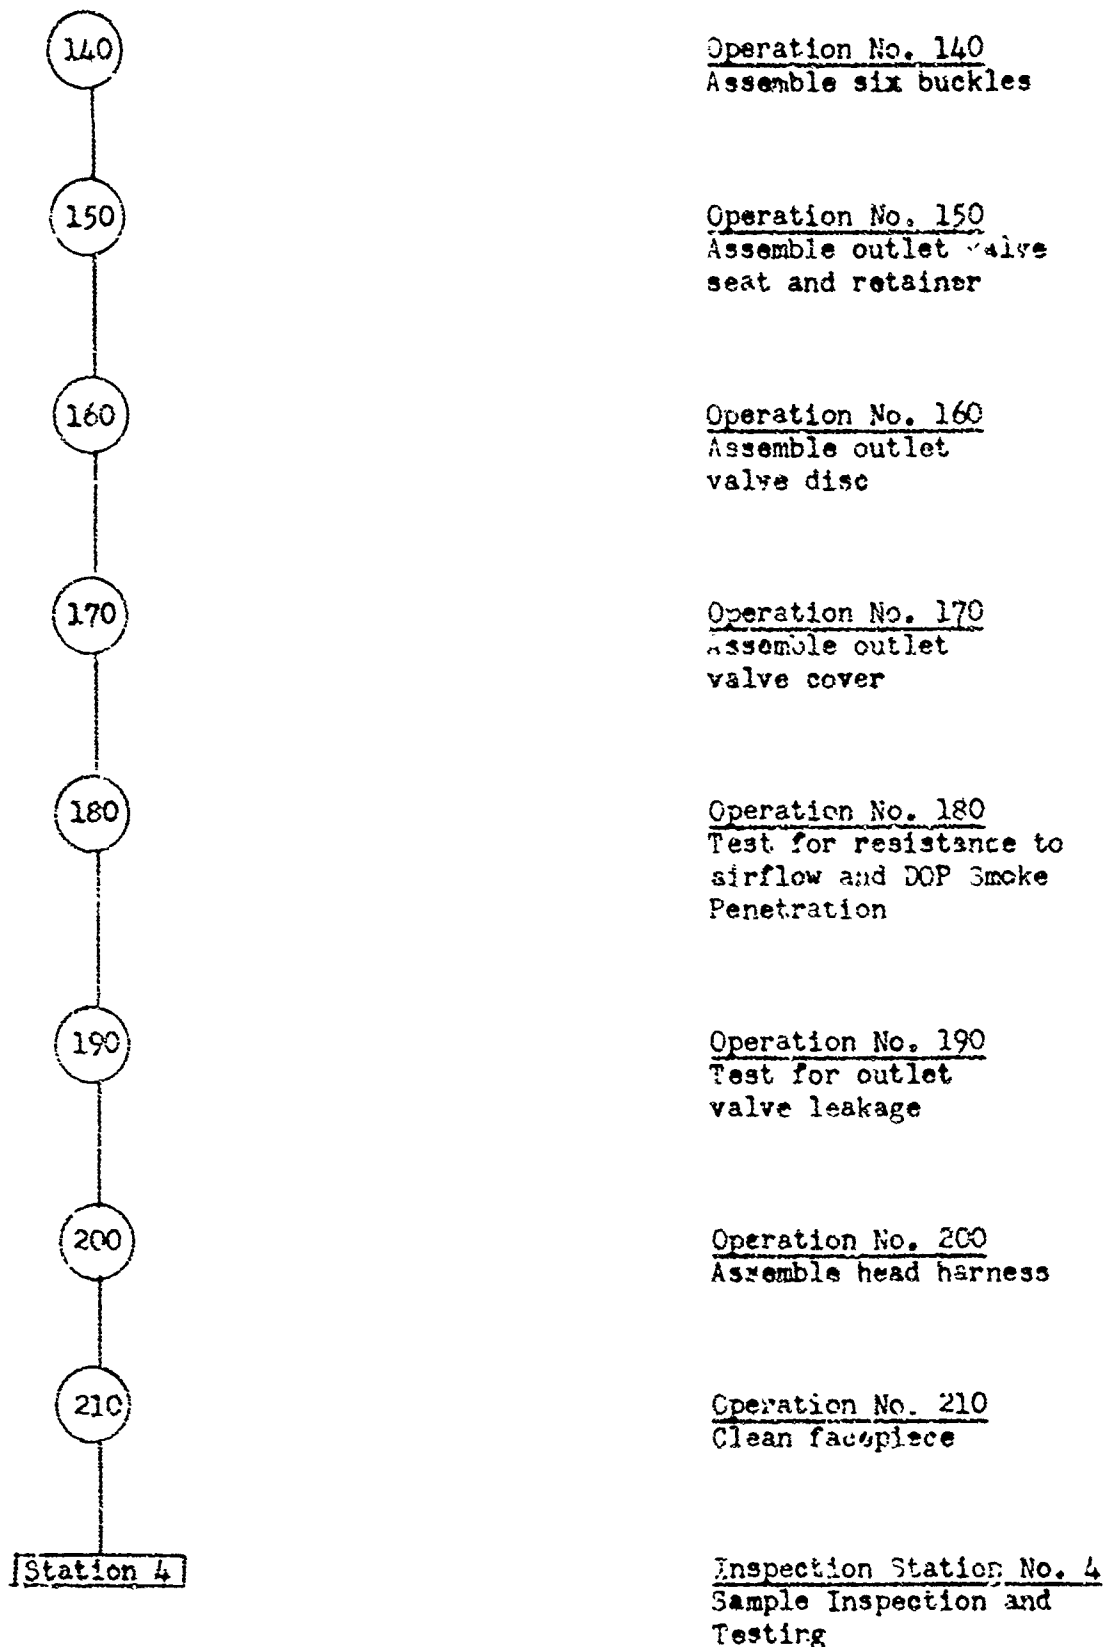 140
Operation No. 140
Assemble six buckles
150
Operation No. 150
Assemble outlet valve
seat and retainer
160
Operation No. 160
Assemble outlet
valve disc
170
Operation No. 170
Assemble outlet
valve cover
180
Operation No. 180
Test for resistance to
airflow and DOP Smoke
Penetration
190
Operation No. 190
Test for outlet
valve leakage
200
Operation No. 200
Assemble head harness
210
Operation No. 210
Clean facepiece
Station 4
Inspection Station No. 4
Sample Inspection and
Testing